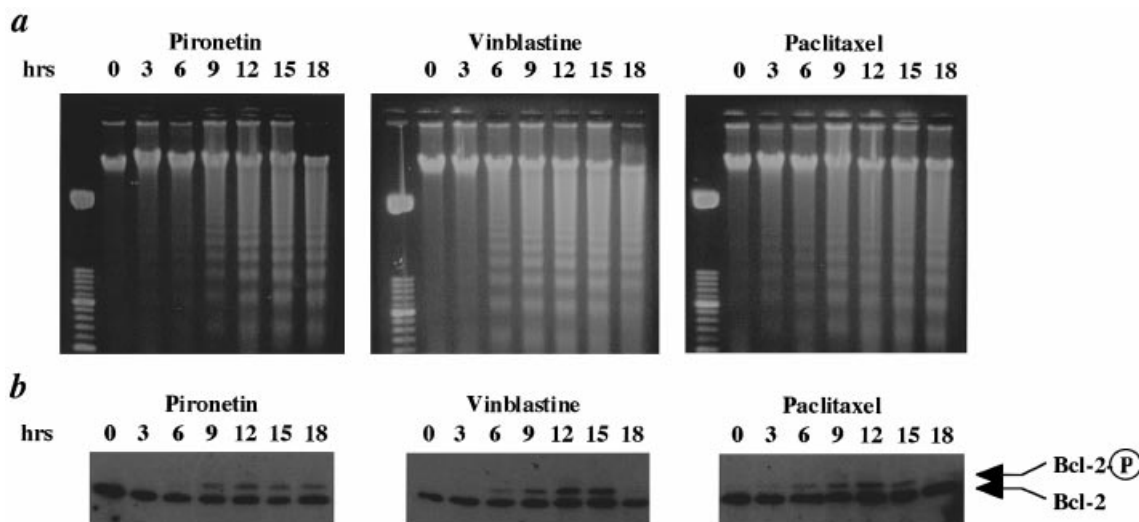 a
Pironetin Vinblastine Paclitaxel
hrs 0 3 6 9 12 15 18 0 3 6 9 12 15 18 0 3 6 9 12 15 18
b
Pironetin Vinblastine Paclitaxel
hrs 0 3 6 9 12 15 18 0 3 6 9 12 15 18 0 3 6 9 12 15 18
Bcl-2-P
Bcl-2